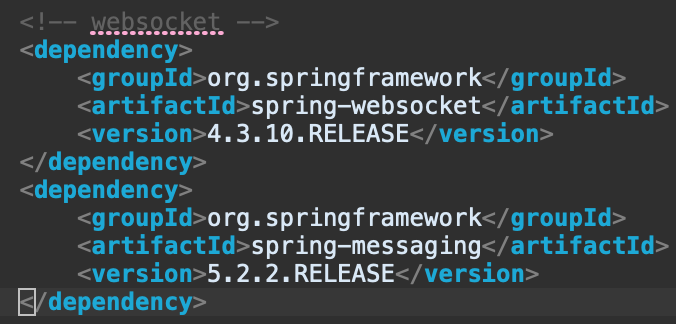 <!-- websocket -->
<dependency>
    <groupId>org.springframework</groupId>
    <artifactId>spring-websocket</artifactId>
    <version>4.3.10.RELEASE</version>
</dependency>
<dependency>
    <groupId>org.springframework</groupId>
    <artifactId>spring-messaging</artifactId>
    <version>5.2.2.RELEASE</version>
</dependency>